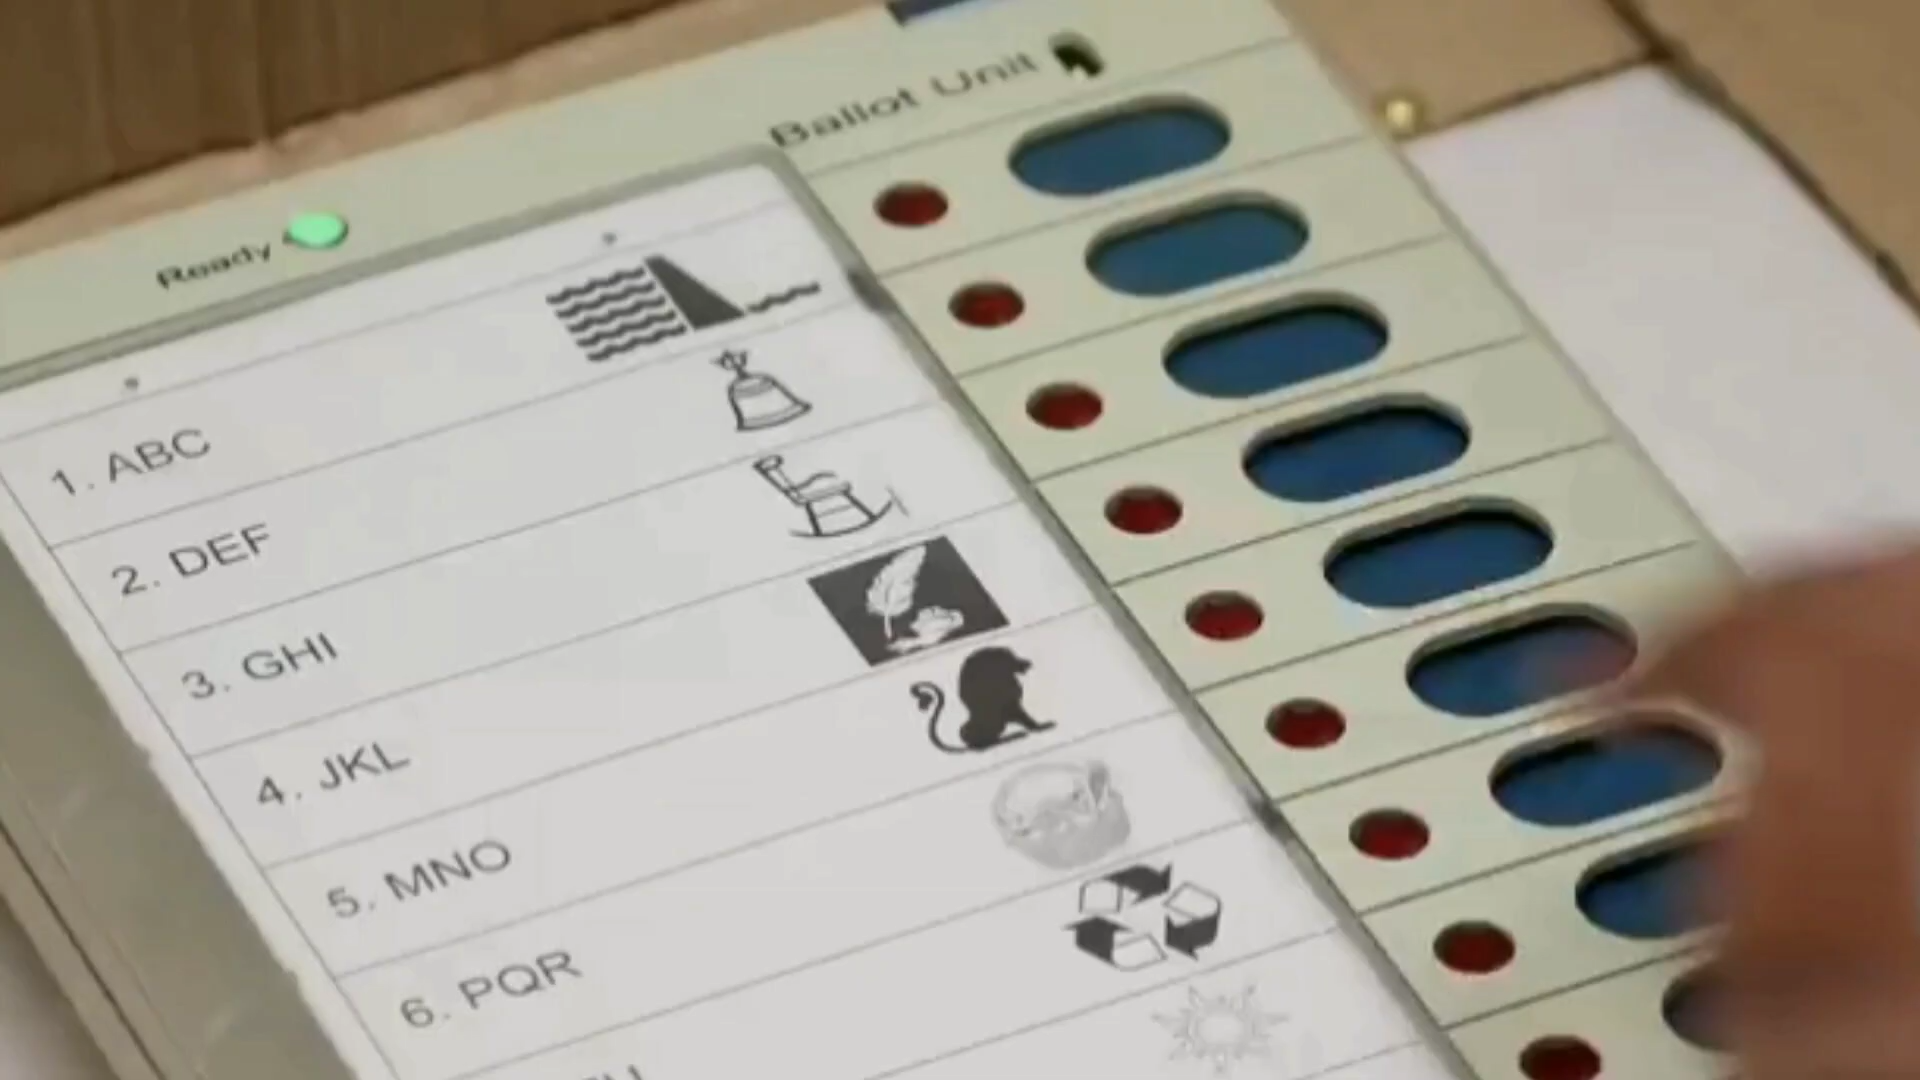 Ballot Unit
Ready
1. ABC
2. DEF
3. GHI
4. JKL
5. MNO
6. PQR